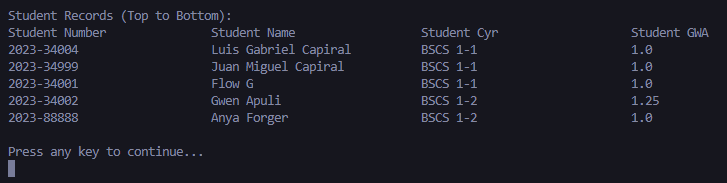 Student Records (Top to Bottom):
Student Number Student Name Student Cyr Student GWA
2023-34004 Luis Gabriel Capiral BSCS 1-1 1.0
2023-34999 Juan Miguel Capiral BSCS 1-1 1.0
2023-34001 Flow G BSCS 1-1 1.0
2023-34002 Gwen Apuli BSCS 1-2 1.25
2023-88888 Anya Forger BSCS 1-2 1.0
Press any key to continue...